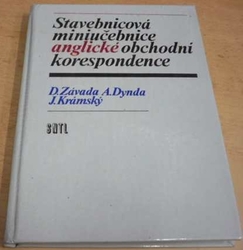 Stavebnicová
miniučebnice
anglické obchodní
korespondence
D. Závada A. Dynda
J. Krámský
SNTL